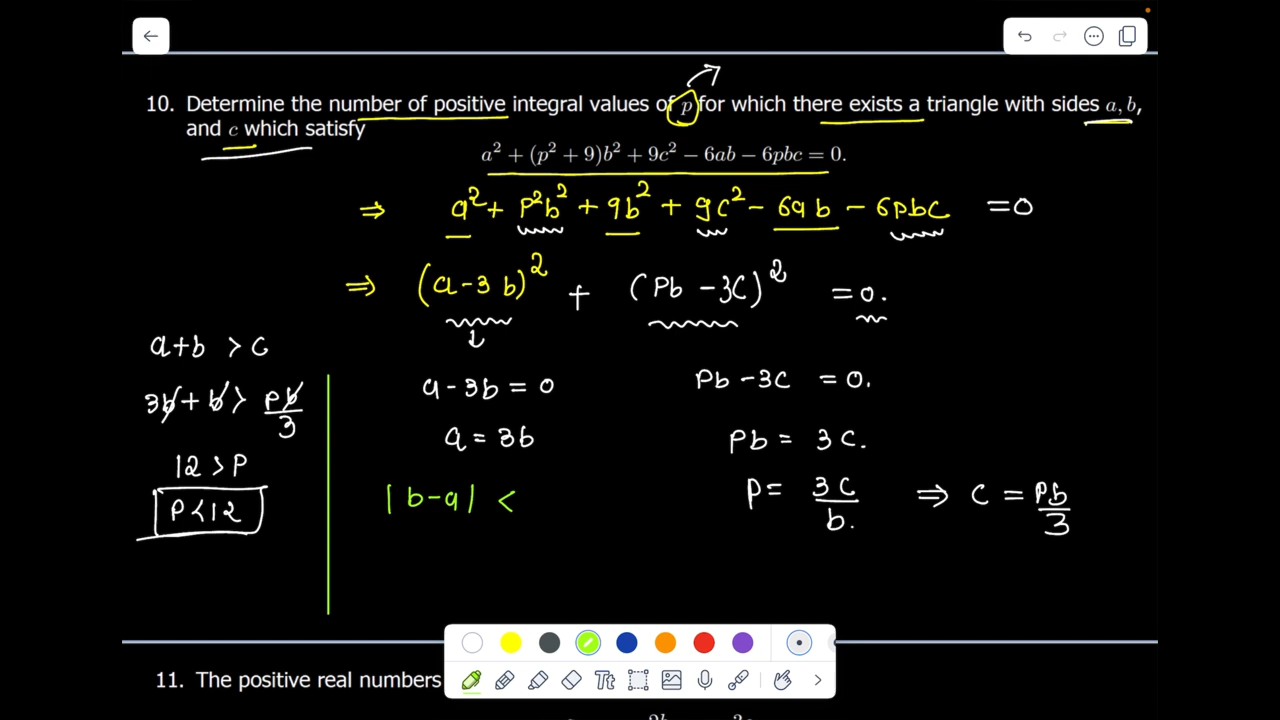 10. Determine the number of positive integral values of p for which there exists a triangle with sides a, b,
and c which satisfy
a² + (p² + 9)b² + 9c² − 6ab − 6pbc = 0.
⇒ a² + p²b² + 9b² + 9c² − 6ab − 6pbc = 0
⇒ (a − 3b)² + (Pb − 3C)² = 0.
a+b > c
3b + b > pb/3
12 > P
P < 12
a − 3b = 0
a = 3b
|b−a| <
Pb − 3C = 0.
Pb = 3C.
P = 3C/b. ⇒ C = Pb/3
Tt
11. The positive real numbers